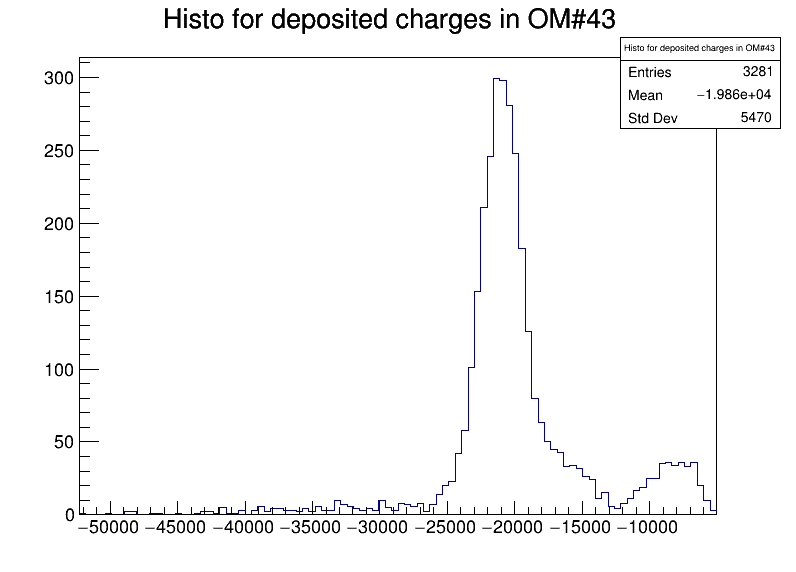 Histo for deposited charges in OM#43
Histo for deposited charges in OM#43
Entries 3281
Mean −1.986e+04
Std Dev 5470
300
250
200
150
100
50
0
−50000 −45000 −40000 −35000 −30000 −25000 −20000 −15000 −10000